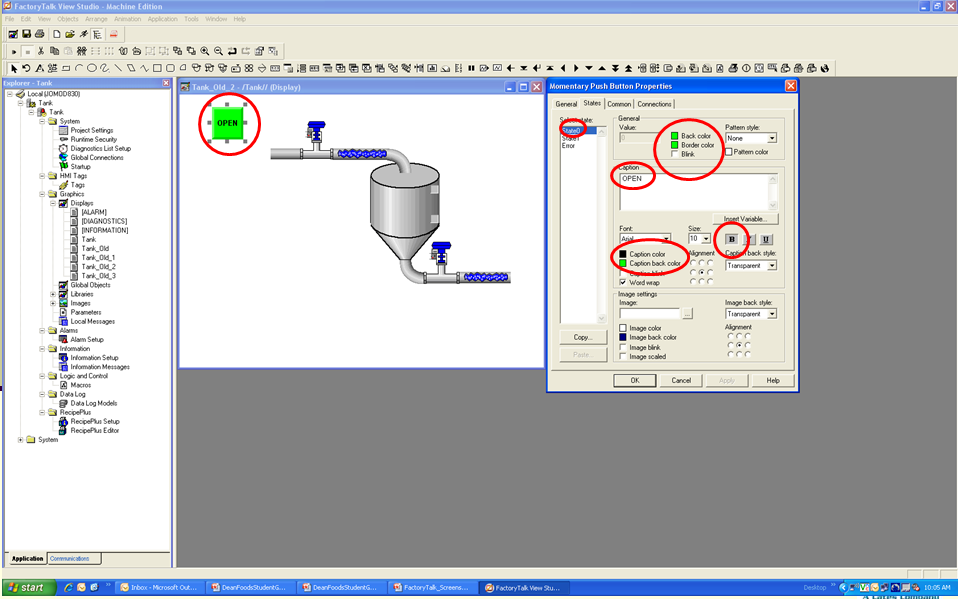 FactoryTalk View Studio - Machine Edition
File Edit View Objects Arrange Animation Application Tools Window Help
Explorer - Tank
Local (JOMOD830)
Tank
Tank
System
Project Settings
Runtime Security
Diagnostics List Setup
Global Connections
Startup
HMI Tags
Tags
Graphics
Displays
[ALARM]
[DIAGNOSTICS]
[INFORMATION]
Tank
Tank_Old
Tank_Old_1
Tank_Old_2
Tank_Old_3
Global Objects
Libraries
Images
Parameters
Local Messages
Alarms
Alarm Setup
Information
Information Setup
Information Messages
Logic and Control
Macros
Data Log
Data Log Models
RecipePlus
RecipePlus Setup
RecipePlus Editor
System
Application Communications
Tank_Old_2 - /Tank// (Display)
OPEN
Momentary Push Button Properties
General States Common Connections
Select state:
State0
State1
Error
General
Value:
0
Back color
Border color
Blink
Pattern style:
None
Pattern color
Caption
OPEN
Insert Variable...
Font:
Arial
Size:
10
B
U
Caption color
Caption back color
Caption blink
Word wrap
Alignment
Caption back style:
Transparent
Image settings
Image:
...
Image back style:
Transparent
Image color
Image back color
Image blink
Image scaled
Alignment
Copy...
Paste...
OK Cancel Apply Help
start
Inbox - Microsoft Out...
DeanFoodsStudentG...
DeanFoodsStudentG...
FactoryTalk_Screens...
FactoryTalk View Stu...
Desktop
10:05 AM